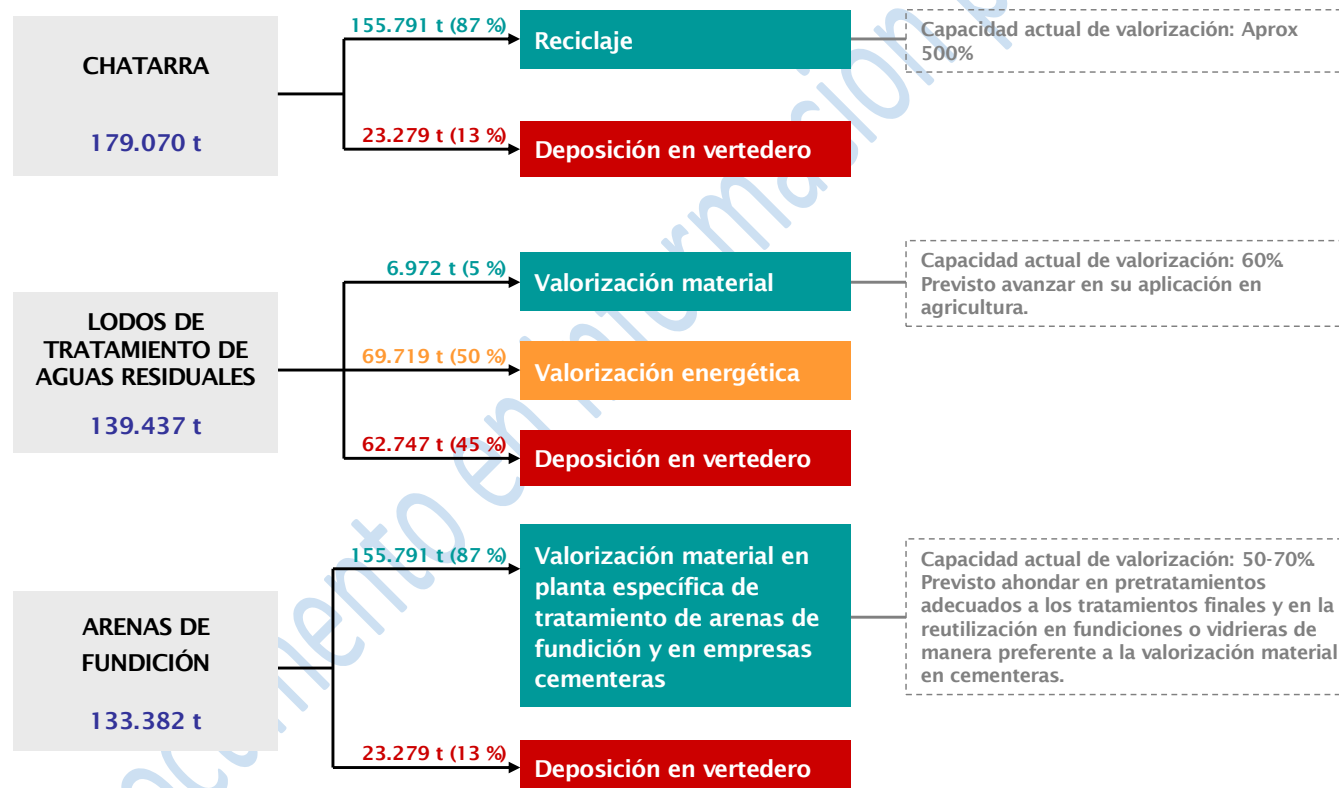 155.791 t (87 %)
Reciclaje
Capacidad actual de valorización: Aprox
500%
CHATARRA
179.070 t
23.279 t (13 %)
Deposición en vertedero
6.972 t (5 %)
Valorización material
Capacidad actual de valorización: 60%.
Previsto avanzar en su aplicación en
agricultura.
LODOS DE
TRATAMIENTO DE
AGUAS RESIDUALES
139.437 t
69.719 t (50 %)
Valorización energética
62.747 t (45 %)
Deposición en vertedero
155.791 t (87 %)
Valorización material en
planta específica de
tratamiento de arenas de
fundición y en empresas
cementeras
Capacidad actual de valorización: 50-70%.
Previsto ahondar en pretratamientos
adecuados a los tratamientos finales y en la
reutilización en fundiciones o vidrieras de
manera preferente a la valorización material
en cementeras.
ARENAS DE
FUNDICIÓN
133.382 t
23.279 t (13 %)
Deposición en vertedero
ocumento en informacion p